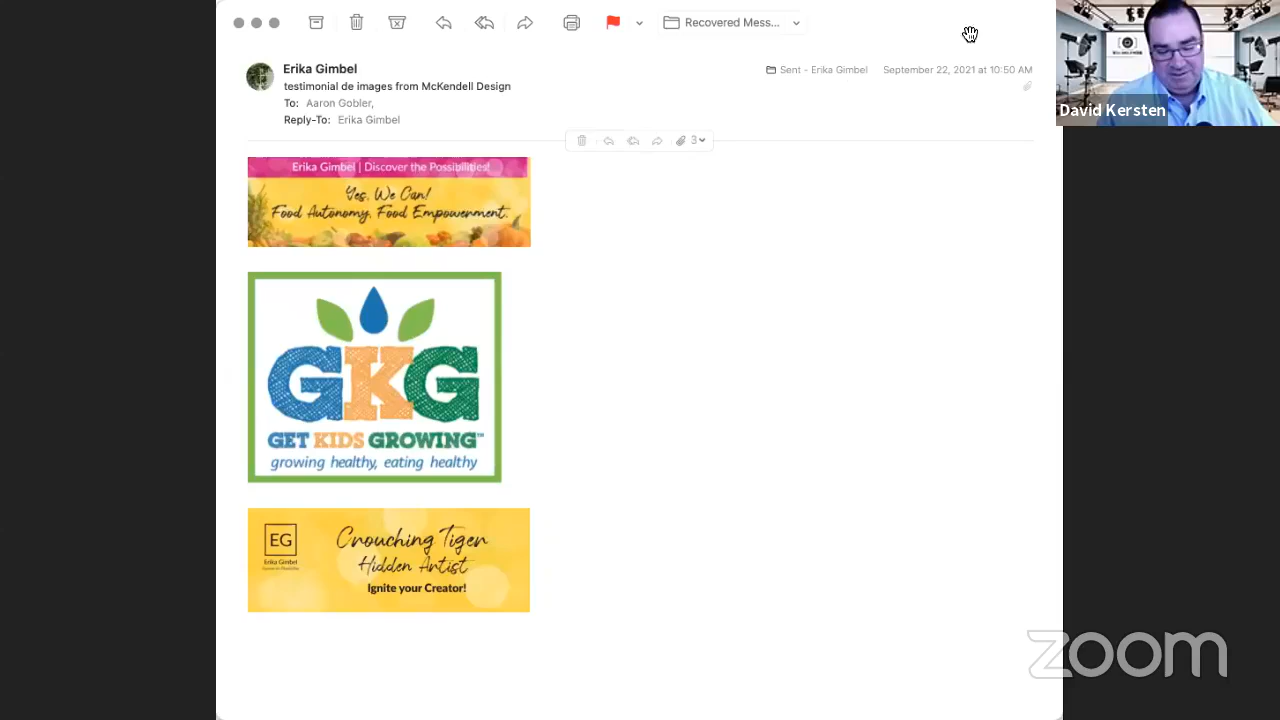 Recovered Mess...
Erika Gimbel
Sent - Erika Gimbel
September 22, 2021 at 10:50 AM
testimonial de images from McKendell Design
To: Aaron Gobler,
Reply-To: Erika Gimbel
3
Erika Gimbel | Discover the Possibilities!
Yes, We Can!
Food Autonomy, Food Empowerment.
GKG
GET KIDS GROWING™
growing healthy, eating healthy
EG
Erika Gimbel
Crouching Tiger
Hidden Artist
Ignite your Creator!
David Kersten
zoom